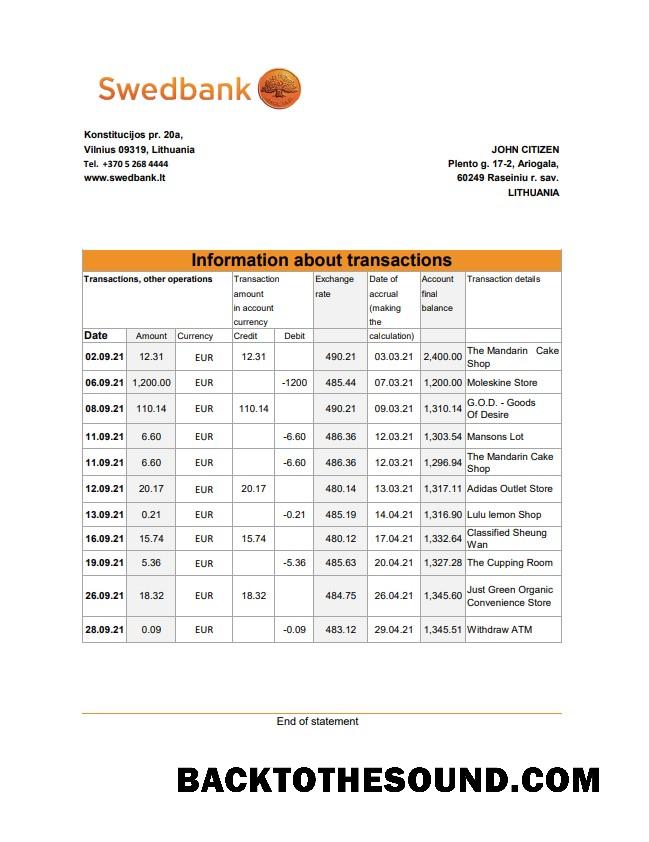 Swedbank
Konstitucijos pr. 20a,
Vilnius 09319, Lithuania
Tel. +370 5 268 4444
www.swedbank.lt
JOHN CITIZEN
Plento g. 17-2, Ariogala,
60249 Raseiniu r. sav.
LITHUANIA
Information about transactions
Transactions, other operations
Transaction
amount
in account
currency
Exchange
rate
Date of
accrual
(making
the
calculation)
Account
final
balance
Transaction details
Date Amount Currency Credit Debit
02.09.21 12.31 EUR 12.31 490.21 03.03.21 2,400.00 The Mandarin Cake
Shop
06.09.21 1,200.00 EUR -1200 485.44 07.03.21 1,200.00 Moleskine Store
08.09.21 110.14 EUR 110.14 490.21 09.03.21 1,310.14 G.O.D. - Goods
Of Desire
11.09.21 6.60 EUR -6.60 486.36 12.03.21 1,303.54 Mansons Lot
11.09.21 6.60 EUR -6.60 486.36 12.03.21 1,296.94 The Mandarin Cake
Shop
12.09.21 20.17 EUR 20.17 480.14 13.03.21 1,317.11 Adidas Outlet Store
13.09.21 0.21 EUR -0.21 485.19 14.04.21 1,316.90 Lulu lemon Shop
16.09.21 15.74 EUR 15.74 480.12 17.04.21 1,332.64 Classified Sheung
Wan
19.09.21 5.36 EUR -5.36 485.63 20.04.21 1,327.28 The Cupping Room
26.09.21 18.32 EUR 18.32 484.75 26.04.21 1,345.60 Just Green Organic
Convenience Store
28.09.21 0.09 EUR -0.09 483.12 29.04.21 1,345.51 Withdraw ATM
End of statement
BACKTOTHESOUND.COM